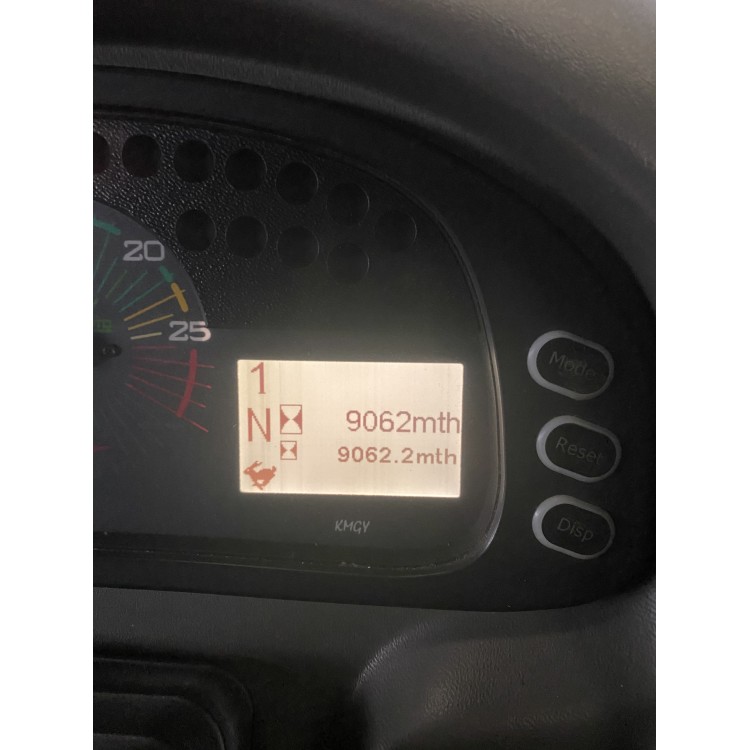 20
25
1
N 9062mth
9062.2mth
KMGY
Mode
Reset
Disp